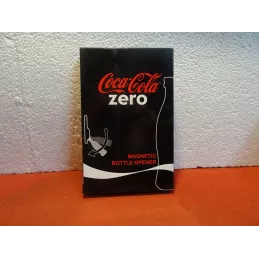 Coca-Cola
zero
MAGNETIC
BOTTLE OPENER